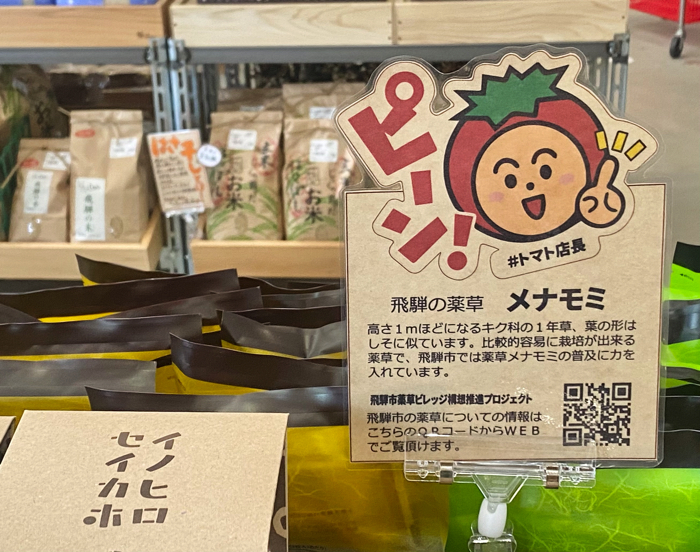 ピーン!
#トマト店長
飛騨の薬草 メナモミ
高さ1mほどになるキク科の1年草、葉の形は
しそに似ています。比較的容易に栽培が出来る
薬草で、飛騨市では薬草メナモミの普及に力を
入れています。
飛騨市薬草ビレッジ構想推進プロジェクト
飛騨市の薬草についての情報は
こちらのQRコードからWEB
でご覧頂けます。
イノヒロ
セイカホ
飛騨の米
お米